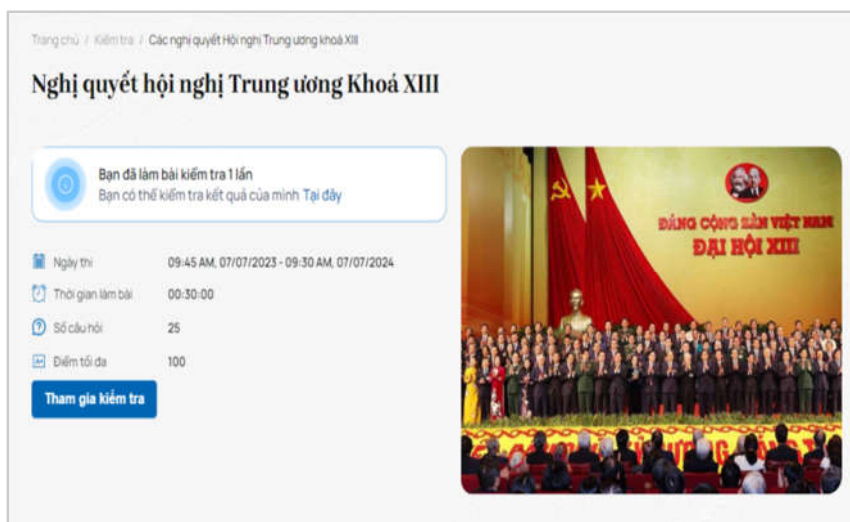 Trang chủ / Kiểm tra / Các nghị quyết Hội nghị Trung ương khoá XIII
Nghị quyết hội nghị Trung ương Khoá XIII
Bạn đã làm bài kiểm tra 1 lần
Bạn có thể kiểm tra kết quả của mình Tại đây
Ngày thi 09:45 AM, 07/07/2023 - 09:30 AM, 07/07/2024
Thời gian làm bài 00:30:00
Số câu hỏi 25
Điểm tối đa 100
Tham gia kiểm tra
ĐẢNG CỘNG SẢN VIỆT NAM
ĐẠI HỘI XIII